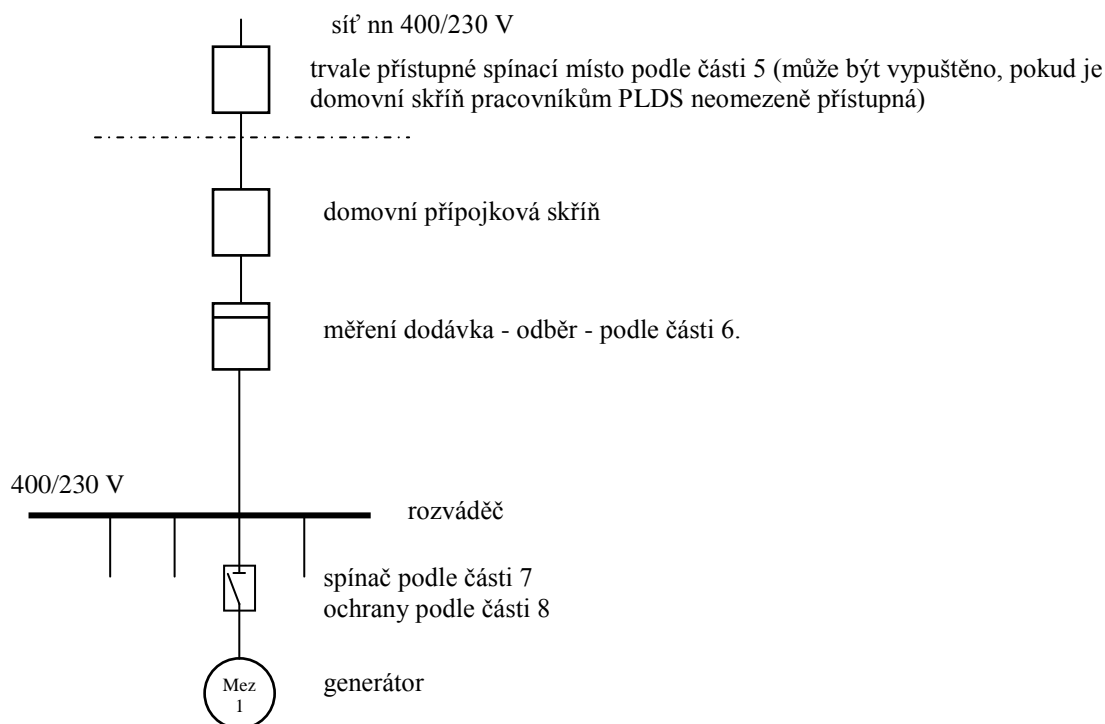 síť nn 400/230 V
trvale přístupné spínací místo podle části 5 (může být vypuštěno, pokud je
domovní skříň pracovníkům PLDS neomezeně přístupná)
domovní přípojková skříň
měření dodávka - odběr - podle části 6.
400/230 V
rozváděč
spínač podle části 7
ochrany podle části 8
Mez
1
generátor